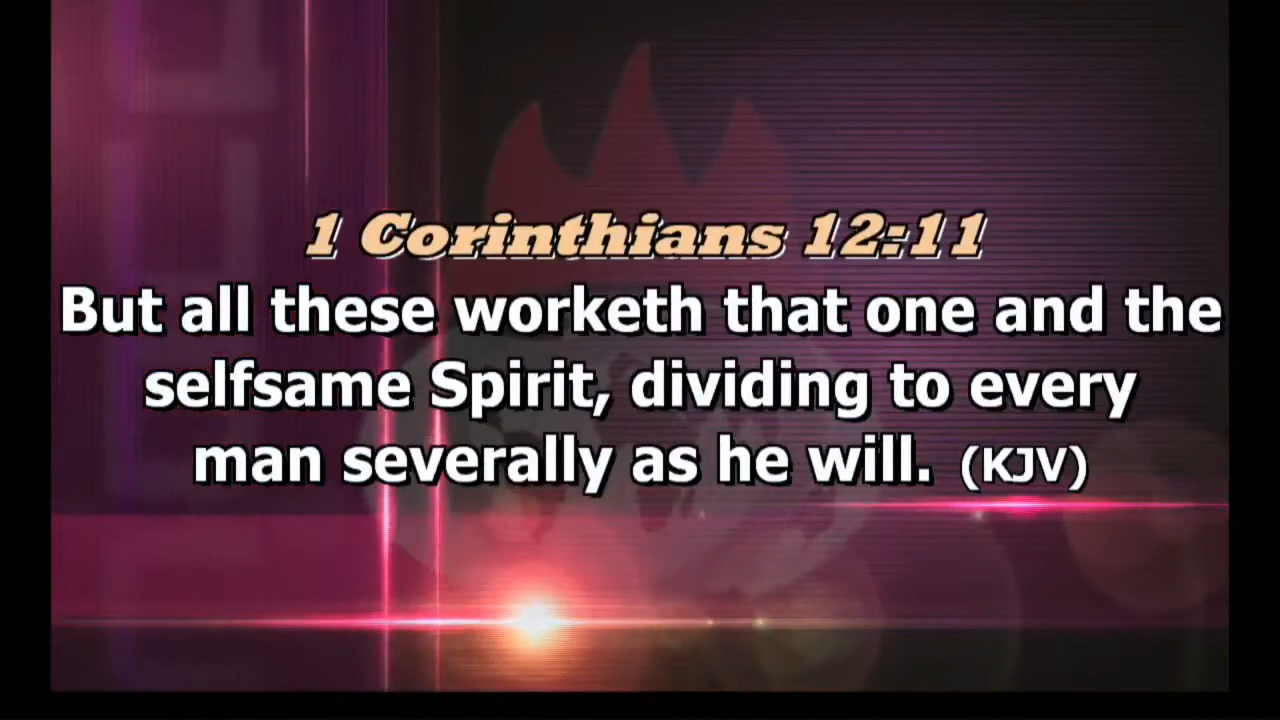 1 Corinthians 12:11
But all these worketh that one and the
selfsame Spirit, dividing to every
man severally as he will. (KJV)